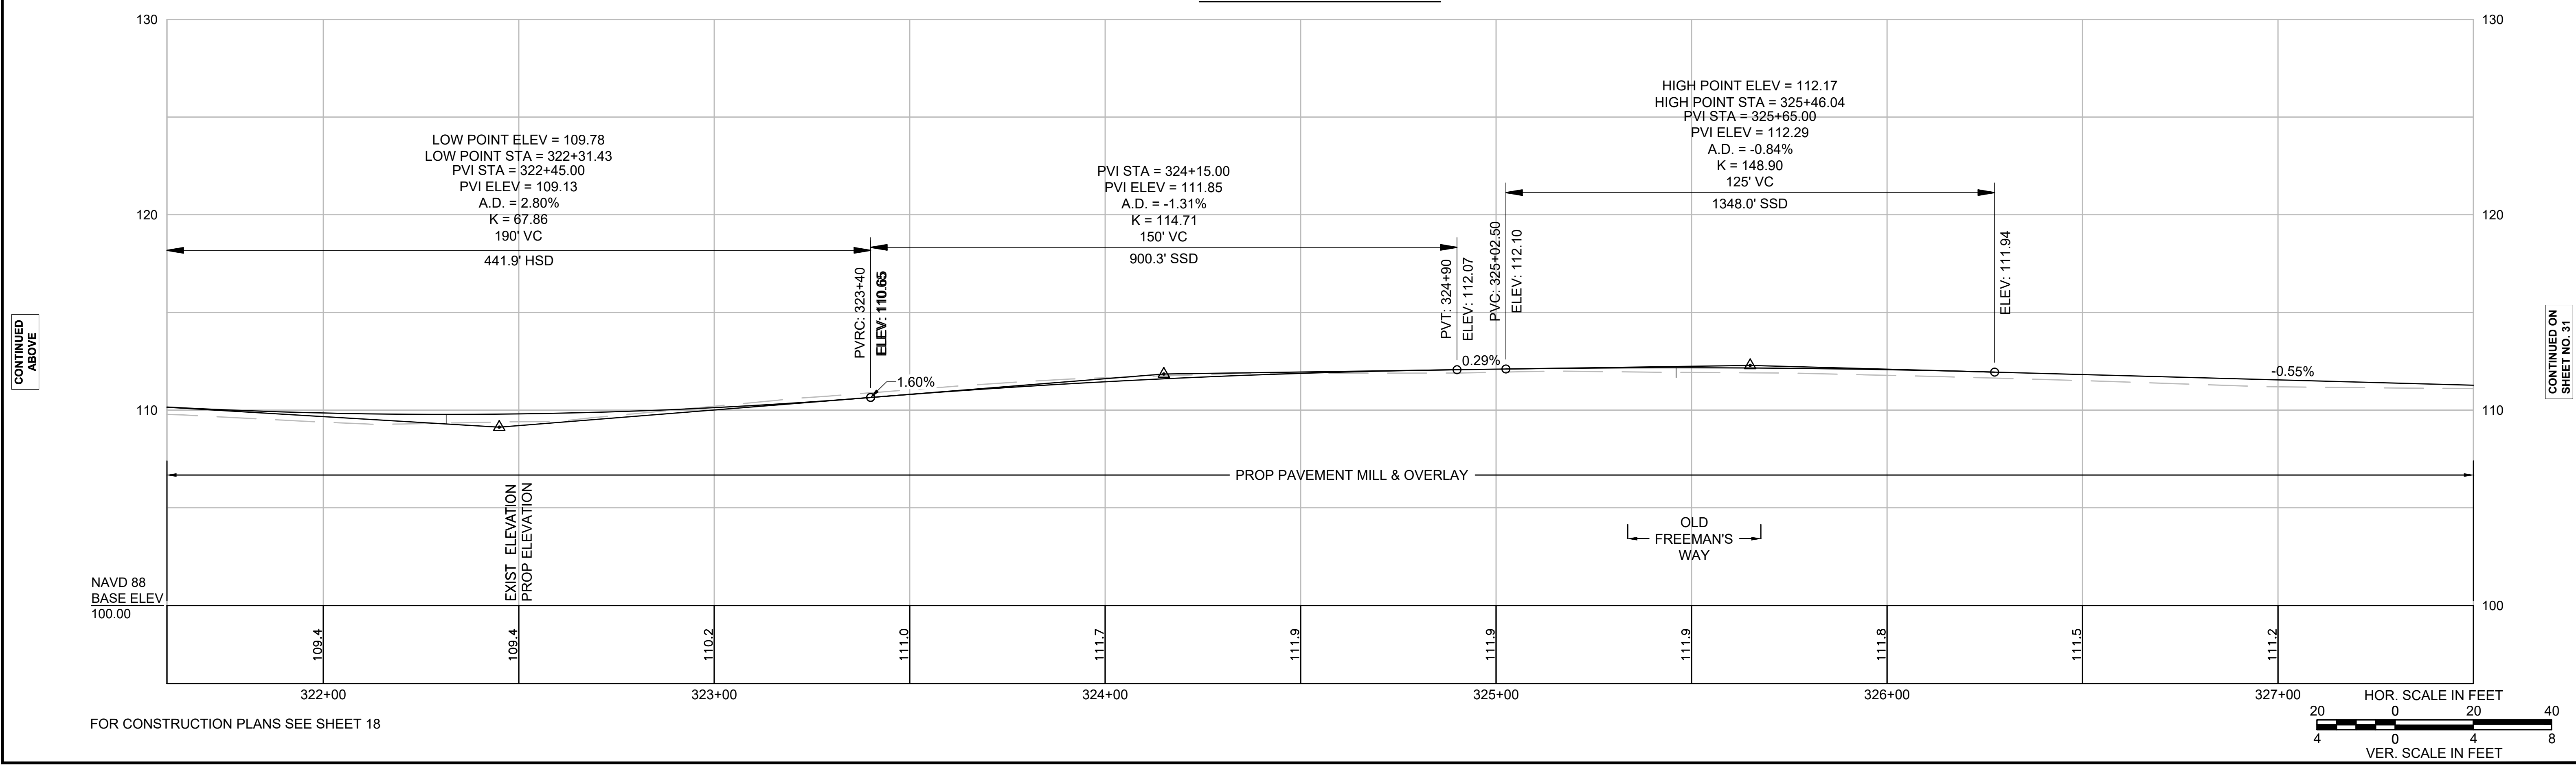 130
130
HIGH POINT ELEV = 112.17
HIGH POINT STA = 325+46.04
PVI STA = 325+65.00
PVI ELEV = 112.29
A.D. = -0.84%
K = 148.90
125' VC
1348.0' SSD
LOW POINT ELEV = 109.78
LOW POINT STA = 322+31.43
PVI STA = 322+45.00
PVI ELEV = 109.13
A.D. = 2.80%
K = 67.86
190' VC
441.9' HSD
PVI STA = 324+15.00
PVI ELEV = 111.85
A.D. = -1.31%
K = 114.71
150' VC
900.3' SSD
120
120
PVRC: 323+40
ELEV: 110.65
PVT: 324+90
ELEV: 112.07
PVC: 325+02.50
ELEV: 112.10
ELEV: 111.94
CONTINUED
ABOVE
CONTINUED ON
SHEET NO. 31
1.60%
0.29%
-0.55%
110
110
PROP PAVEMENT MILL & OVERLAY
EXIST ELEVATION
PROP ELEVATION
OLD
FREEMAN'S
WAY
NAVD 88
BASE ELEV
100.00
100
109.4
109.4
110.2
111.0
111.7
111.9
111.9
111.9
111.8
111.5
111.2
322+00
323+00
324+00
325+00
326+00
327+00
HOR. SCALE IN FEET
20 0 20 40
4 0 4 8
VER. SCALE IN FEET
FOR CONSTRUCTION PLANS SEE SHEET 18